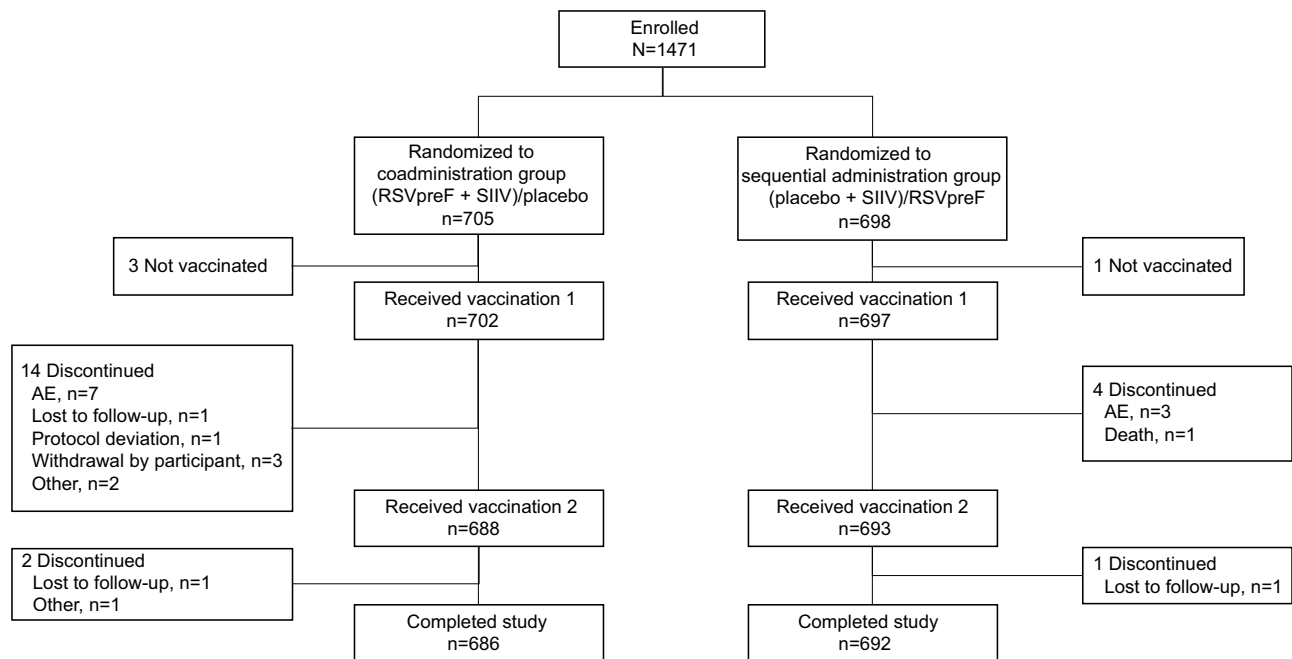 Enrolled
N=1471
Randomized to
coadministration group
(RSVpreF + SIIV)/placebo
n=705
Randomized to
sequential administration group
(placebo + SIIV)/RSVpreF
n=698
3 Not vaccinated
1 Not vaccinated
Received vaccination 1
n=702
Received vaccination 1
n=697
14 Discontinued
AE, n=7
Lost to follow-up, n=1
Protocol deviation, n=1
Withdrawal by participant, n=3
Other, n=2
4 Discontinued
AE, n=3
Death, n=1
Received vaccination 2
n=688
Received vaccination 2
n=693
2 Discontinued
Lost to follow-up, n=1
Other, n=1
1 Discontinued
Lost to follow-up, n=1
Completed study
n=686
Completed study
n=692